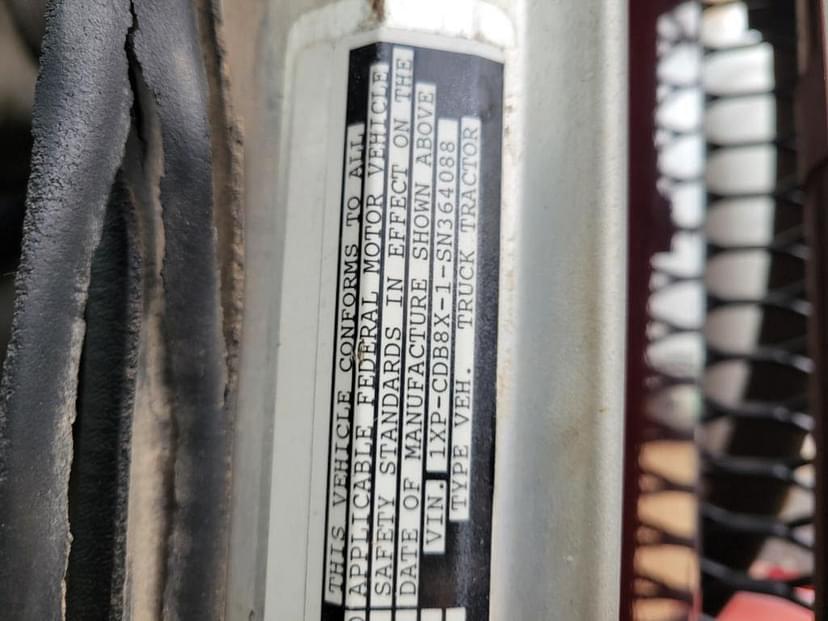 THIS VEHICLE CONFORMS TO ALL
APPLICABLE FEDERAL MOTOR VEHICLE
SAFETY STANDARDS IN EFFECT ON THE
DATE OF MANUFACTURE SHOWN ABOVE
VIN. 1XP-CDB8X-1-SN364088
TYPE VEH. TRUCK TRACTOR